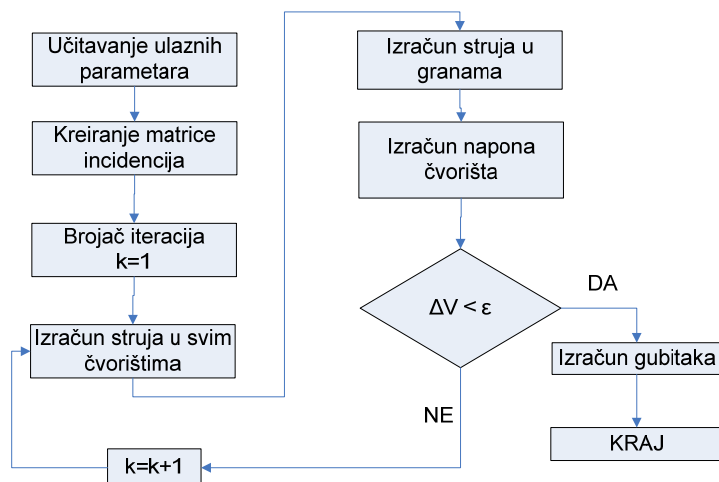 Učitavanje ulaznih
parametara
Kreiranje matrice
incidencija
Brojač iteracija
k=1
Izračun struja u svim
čvorištima
Izračun struja u
granama
Izračun napona
čvorišta
ΔV < ε
DA
Izračun gubitaka
KRAJ
NE
k=k+1